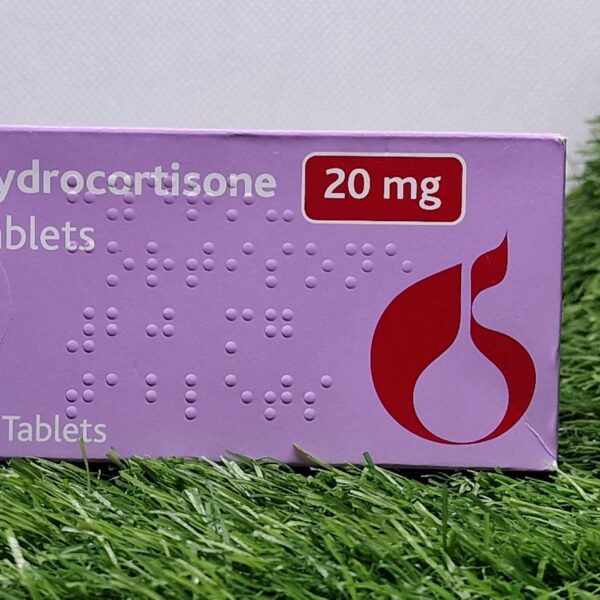 ydrocortisone 20 mg
ablets
Tablets